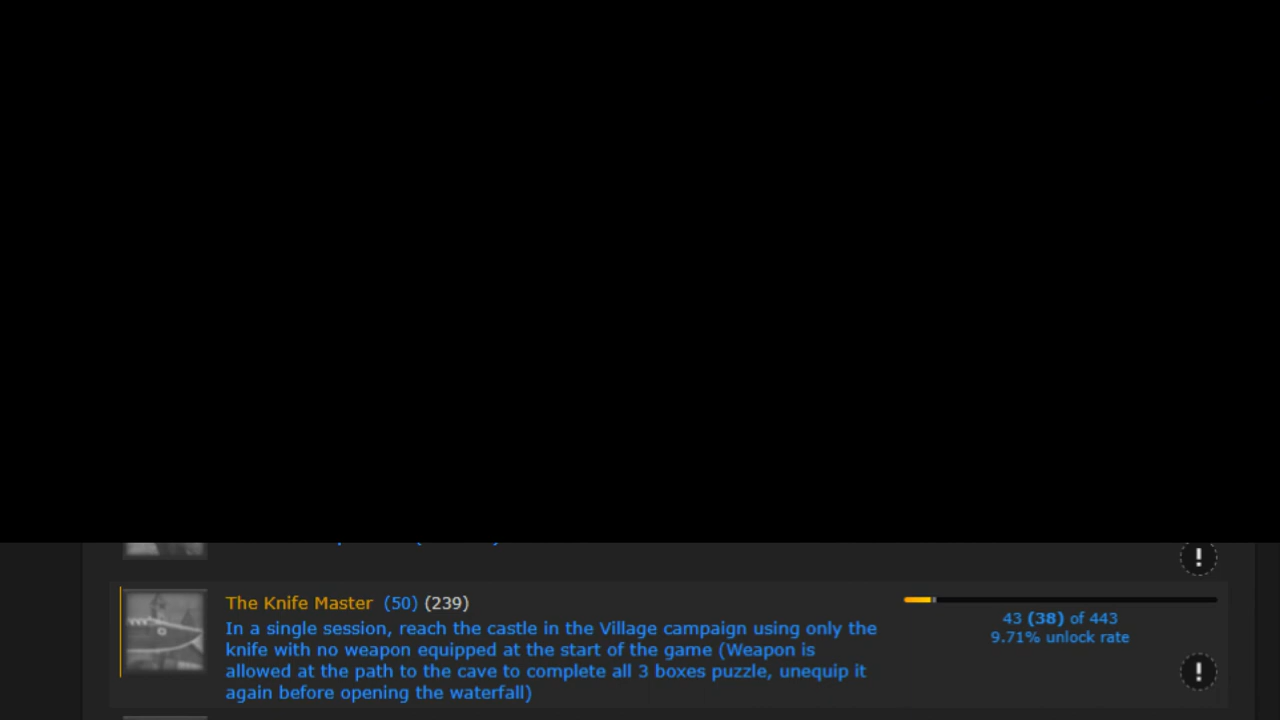 The Knife Master (50) (239)
In a single session, reach the castle in the Village campaign using only the
knife with no weapon equipped at the start of the game (Weapon is
allowed at the path to the cave to complete all 3 boxes puzzle, unequip it
again before opening the waterfall)
43 (38) of 443
9.71% unlock rate